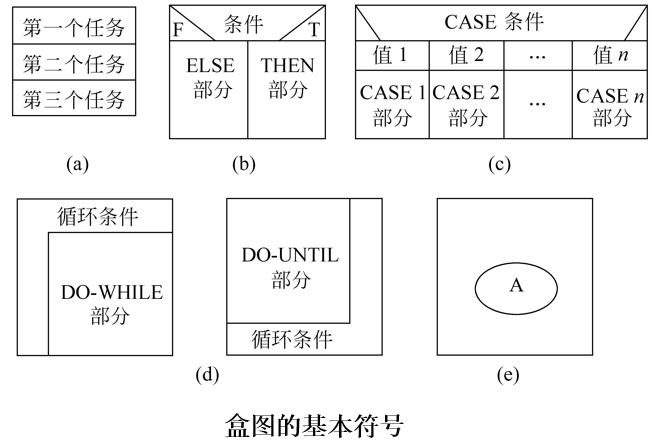 第一个任务
第二个任务
第三个任务
(a)
F 条件 T
ELSE
部分
THEN
部分
(b)
CASE 条件
值 1 值 2 ... 值 n
CASE 1
部分
CASE 2
部分
...
CASE n
部分
(c)
循环条件
DO-WHILE
部分
DO-UNTIL
部分
循环条件
(d)
A
(e)
盒图的基本符号